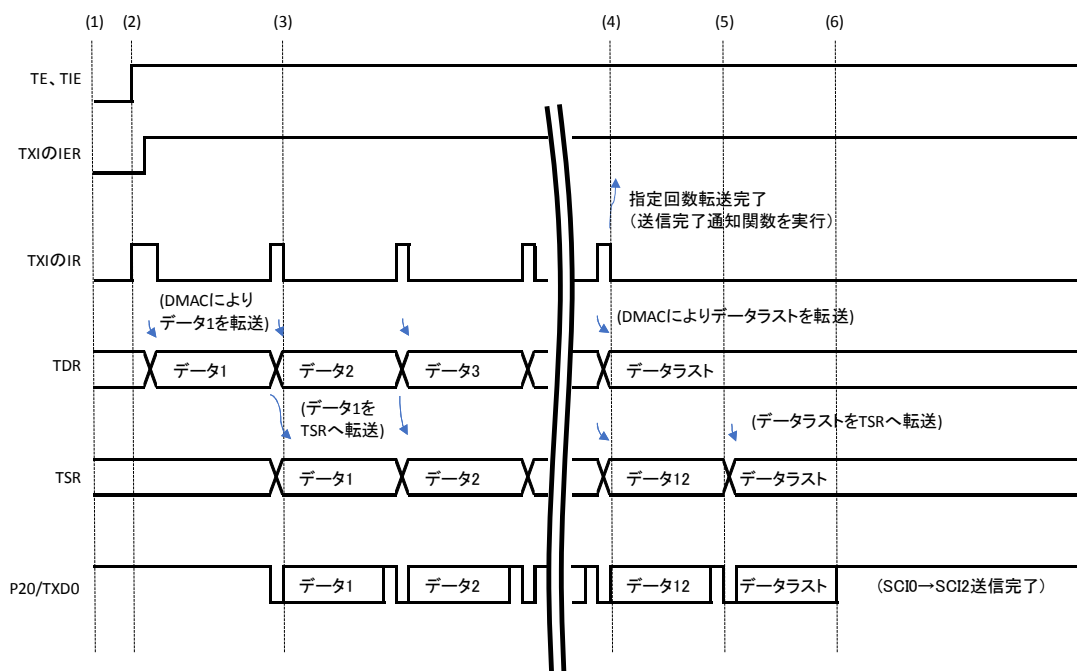 (1) (2) (3) (4) (5) (6)
TE、TIE
TXIのIER
指定回数転送完了
（送信完了通知関数を実行）
TXIのIR
(DMACにより
データ1を転送)
(DMACによりデータラストを転送)
TDR データ1 データ2 データ3 データラスト
(データ1を
TSRへ転送)
(データラストをTSRへ転送)
TSR データ1 データ2 データ12 データラスト
P20/TXD0 データ1 データ2 データ12 データラスト (SCI0→SCI2送信完了)